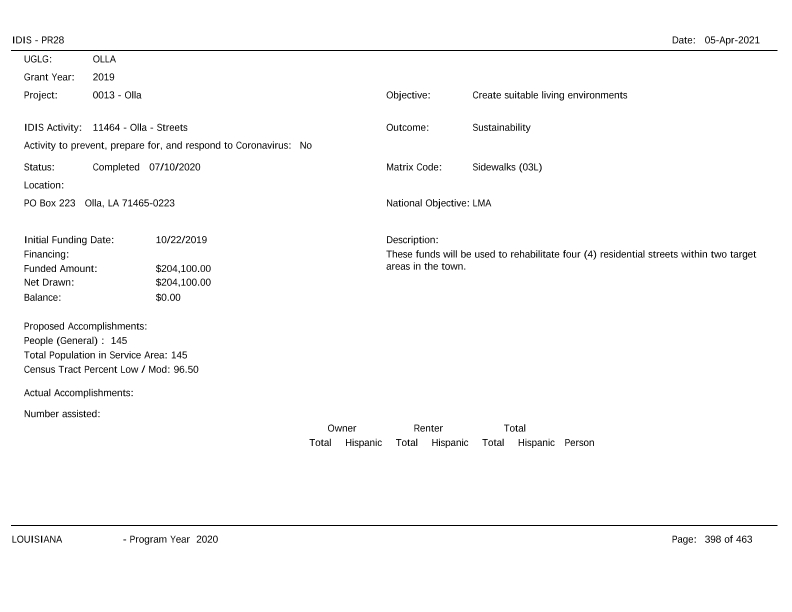 IDIS - PR28 Date: 05-Apr-2021
UGLG: OLLA
Grant Year: 2019
Project: 0013 - Olla Objective: Create suitable living environments
IDIS Activity: 11464 - Olla - Streets Outcome: Sustainability
Activity to prevent, prepare for, and respond to Coronavirus: No
Status: Completed 07/10/2020 Matrix Code: Sidewalks (03L)
Location:
PO Box 223 Olla, LA 71465-0223 National Objective: LMA
Initial Funding Date: 10/22/2019 Description:
Financing: These funds will be used to rehabilitate four (4) residential streets within two target
Funded Amount: $204,100.00 areas in the town.
Net Drawn: $204,100.00
Balance: $0.00
Proposed Accomplishments:
People (General) : 145
Total Population in Service Area: 145
Census Tract Percent Low / Mod: 96.50
Actual Accomplishments:
Number assisted:
Owner Renter Total
Total Hispanic Total Hispanic Total Hispanic Person
LOUISIANA - Program Year 2020 Page: 398 of 463